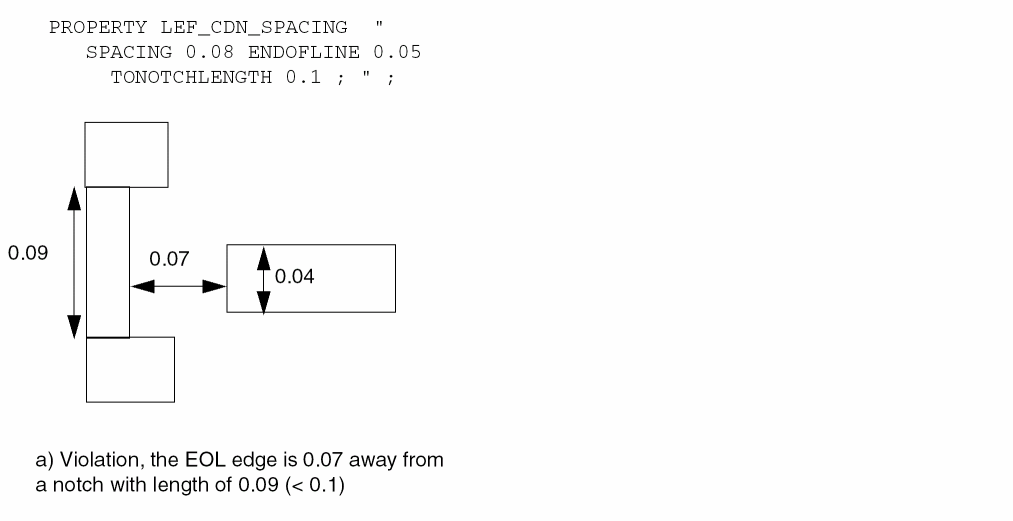 PROPERTY LEF_CDN_SPACING "
SPACING 0.08 ENDOFLINE 0.05
TONOTCHLENGTH 0.1 ; " ;
0.09
0.07
0.04
a) Violation, the EOL edge is 0.07 away from
a notch with length of 0.09 (< 0.1)